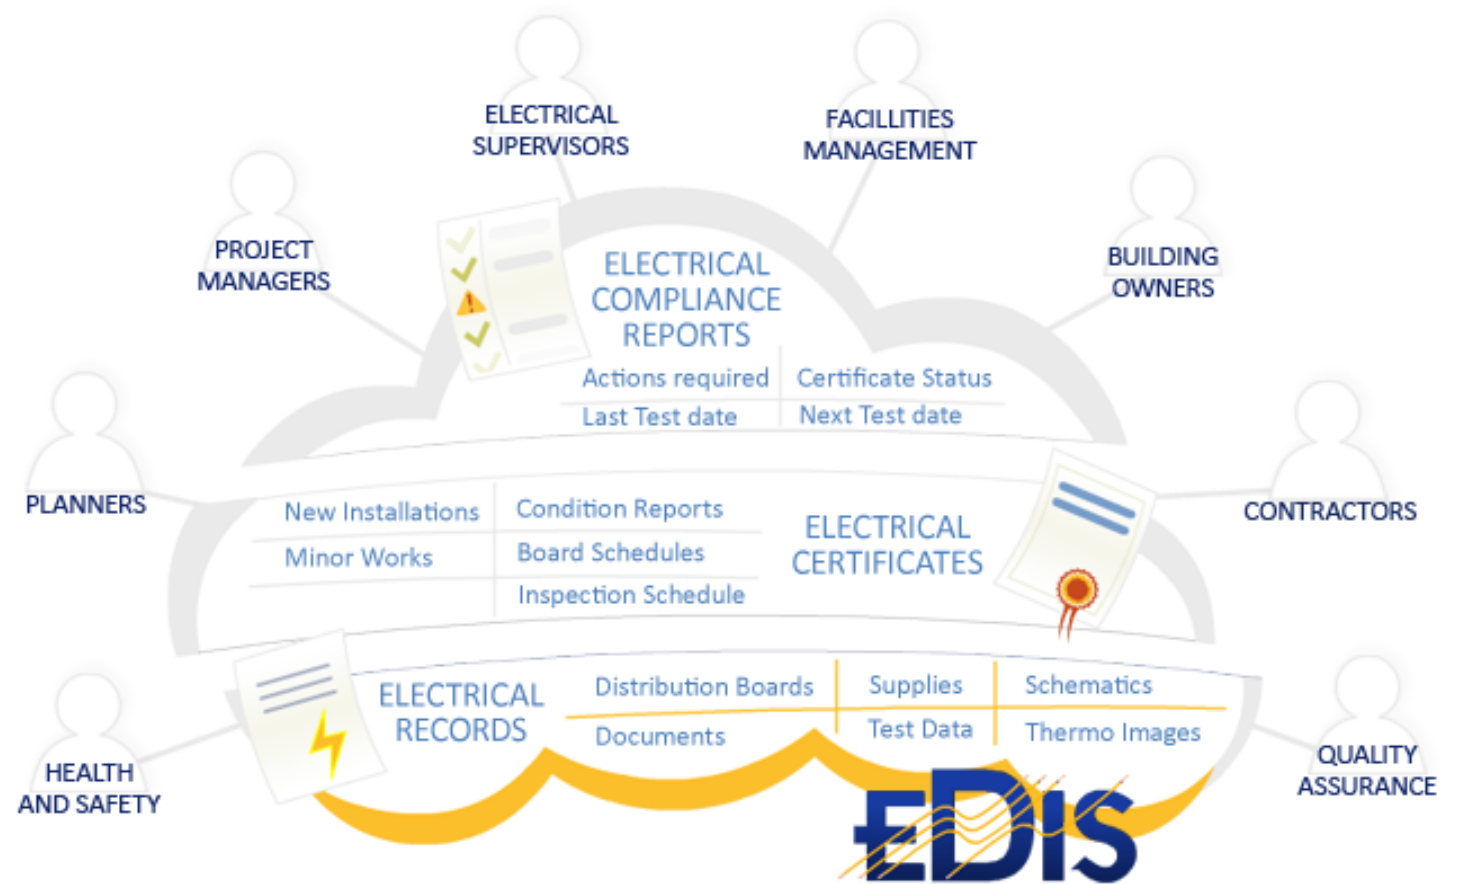 ELECTRICAL
SUPERVISORS
FACILLITIES
MANAGEMENT
PROJECT
MANAGERS
BUILDING
OWNERS
ELECTRICAL
COMPLIANCE
REPORTS
Actions required
Certificate Status
Last Test date
Next Test date
PLANNERS
CONTRACTORS
New Installations
Condition Reports
Minor Works
Board Schedules
Inspection Schedule
ELECTRICAL
CERTIFICATES
ELECTRICAL
RECORDS
Distribution Boards
Supplies
Schematics
Documents
Test Data
Thermo Images
HEALTH
AND SAFETY
QUALITY
ASSURANCE
EDIS